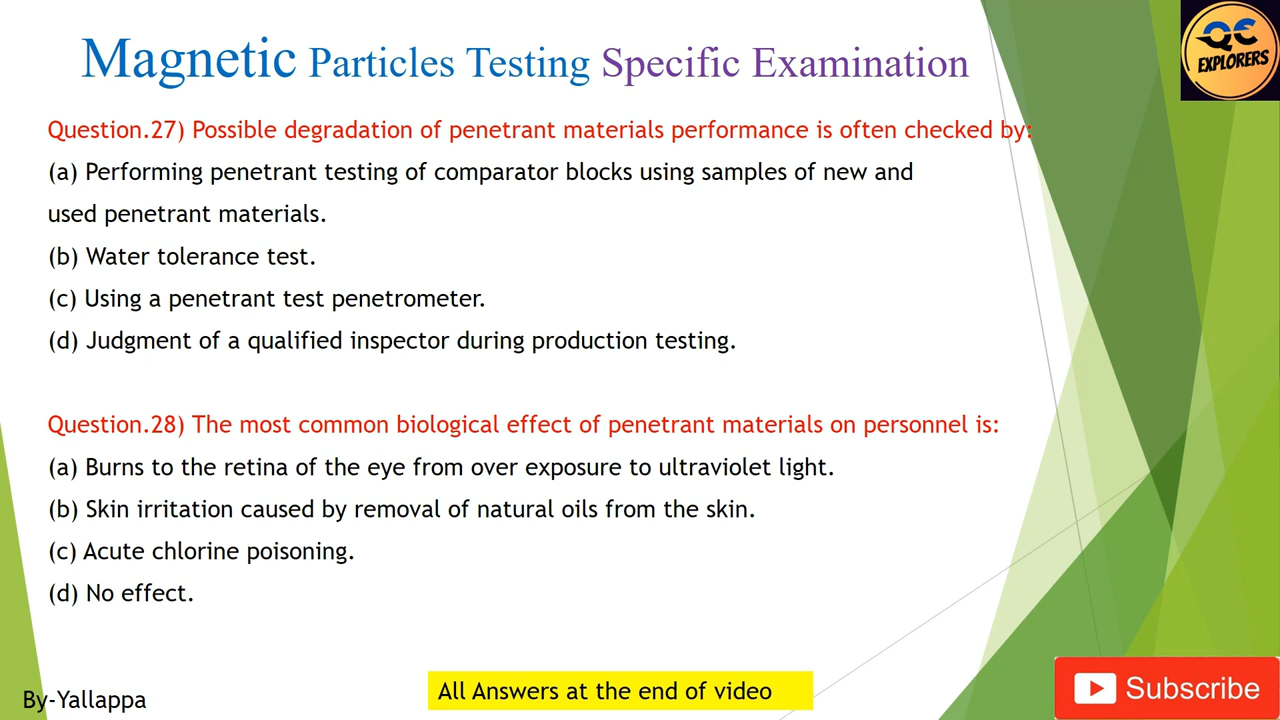 Magnetic Particles Testing Specific Examination
QC
EXPLORERS
Question.27) Possible degradation of penetrant materials performance is often checked by:
(a) Performing penetrant testing of comparator blocks using samples of new and
used penetrant materials.
(b) Water tolerance test.
(c) Using a penetrant test penetrometer.
(d) Judgment of a qualified inspector during production testing.
Question.28) The most common biological effect of penetrant materials on personnel is:
(a) Burns to the retina of the eye from over exposure to ultraviolet light.
(b) Skin irritation caused by removal of natural oils from the skin.
(c) Acute chlorine poisoning.
(d) No effect.
By-Yallappa
All Answers at the end of video
Subscribe